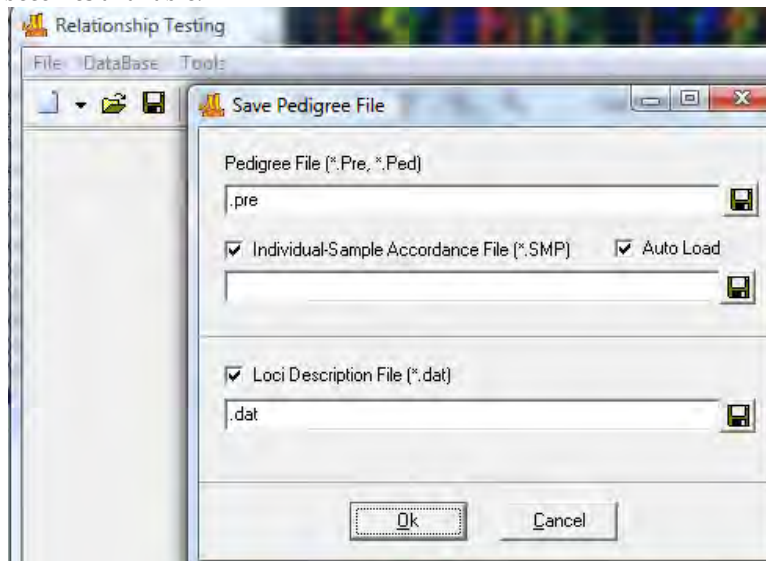 Relationship Testing
File DataBase Tools
Save Pedigree File
Pedigree File (*.Pre, *.Ped)
.pre
Individual-Sample Accordance File (*.SMP) Auto Load
Loci Description File (*.dat)
.dat
Ok Cancel